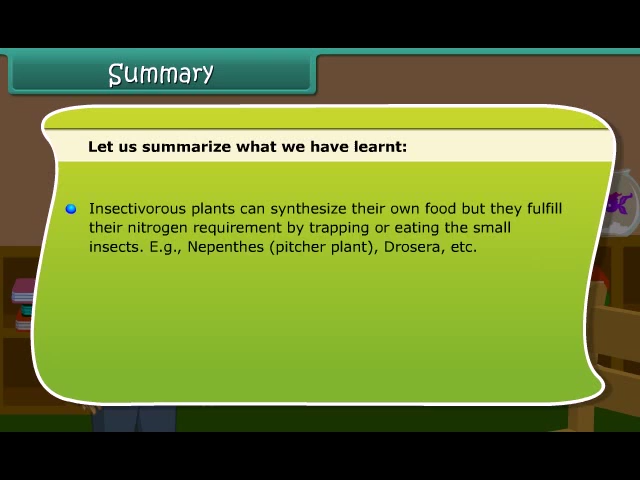 Summary
Let us summarize what we have learnt:
Insectivorous plants can synthesize their own food but they fulfill
their nitrogen requirement by trapping or eating the small
insects. E.g., Nepenthes (pitcher plant), Drosera, etc.